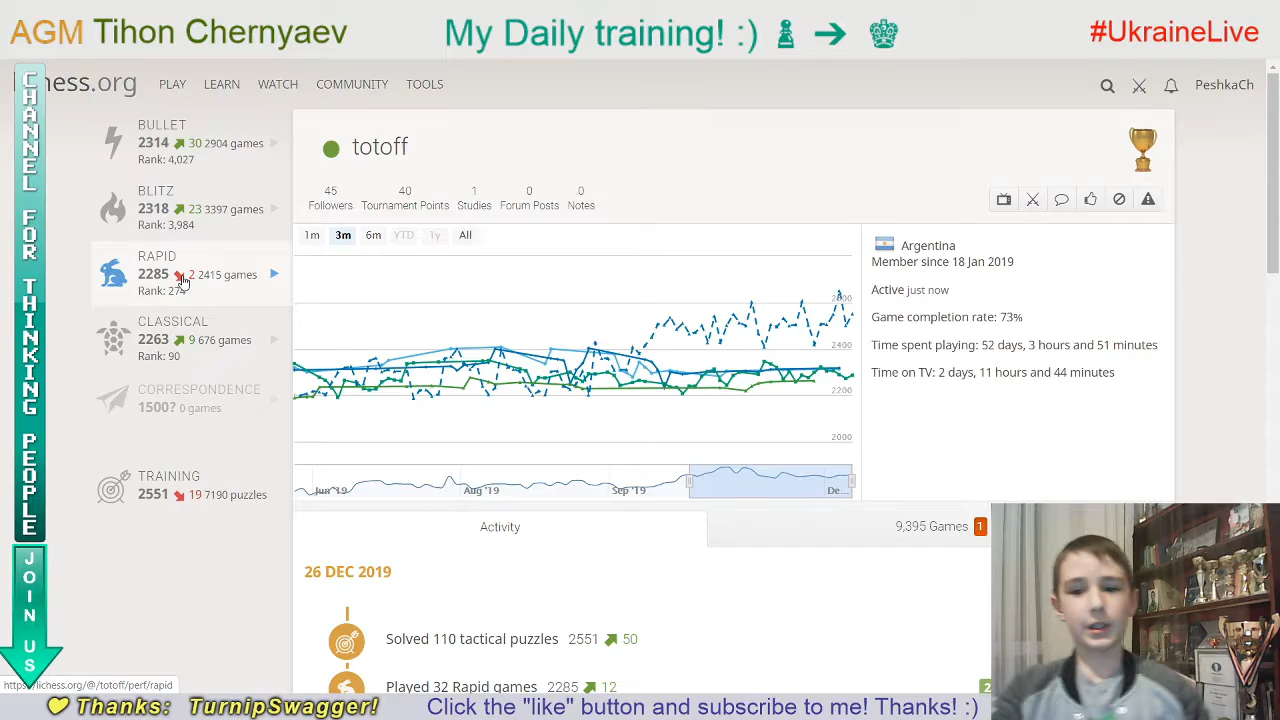 AGM Tihon Chernyaev
My Daily training! :)
#UkraineLive
CHANNEL FOR THINKING PEOPLE
JOIN US
hess.org
PLAY LEARN WATCH COMMUNITY TOOLS
PeshkaCh
BULLET
2314 30 2904 games
Rank: 4,027
BLITZ
2318 23 3397 games
Rank: 3,984
RAPID
2285 2 2415 games
Rank: 274
CLASSICAL
2263 9 676 games
Rank: 90
CORRESPONDENCE
1500? 0 games
TRAINING
2551 19 7190 puzzles
totoff
45 Followers
40 Tournament Points
1 Studies
0 Forum Posts
0 Notes
1m 3m 6m YTD 1y All
2600
2400
2200
2000
Jun '19 Aug '19 Sep '19 De...
Argentina
Member since 18 Jan 2019
Active just now
Game completion rate: 73%
Time spent playing: 52 days, 3 hours and 51 minutes
Time on TV: 2 days, 11 hours and 44 minutes
Activity
9,395 Games 1
26 DEC 2019
Solved 110 tactical puzzles 2551 50
Played 32 Rapid games 2285 12
2
https://lichess.org/@/totoff/perf/rapid
Thanks: TurnipSwagger!
Click the "like" button and subscribe to me! Thanks! :)